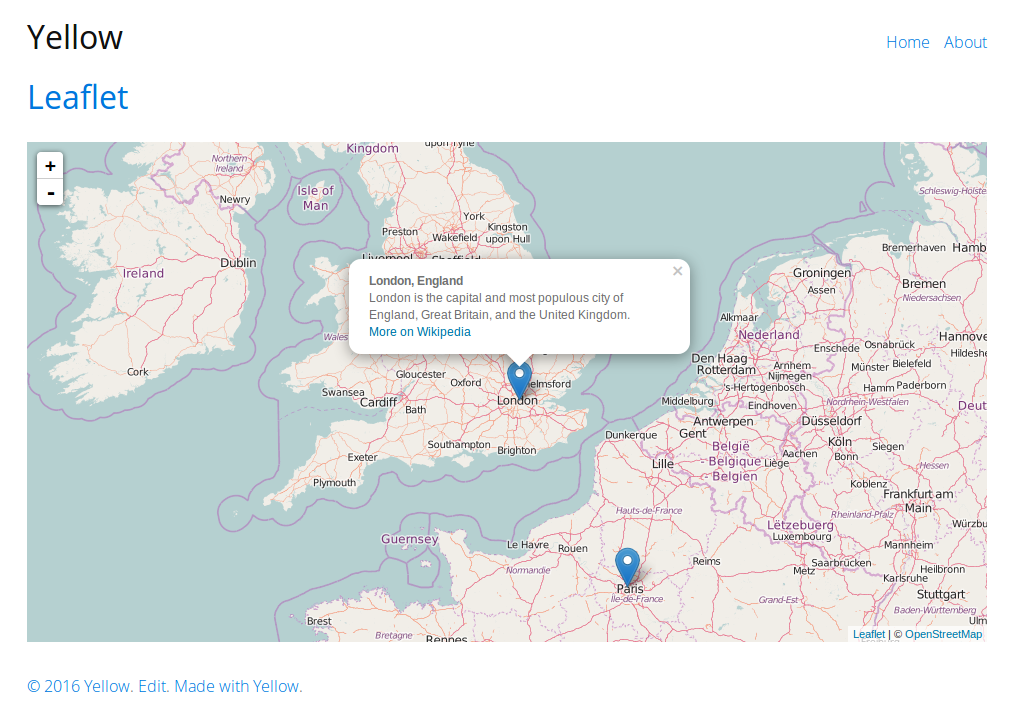 Yellow
Home About
Leaflet
+
-
Kingdom
upon Tyne
Northern
Ireland
Isle of
Man
Newry
York
Preston
Wakefield
Kingston
upon Hull
Dublin
Ireland
Cork
×
London, England
London is the capital and most populous city of
England, Great Britain, and the United Kingdom.
More on Wikipedia
Wales
Gloucester
Oxford
Swansea
Cardiff
Bath
London
Southampton
Brighton
Exeter
Plymouth
Guernsey
Schleswig-Holste
Bremerhaven
Hamb
Groningen
Assen
Bremen
Niedersachsen
Alkmaar
Nederland
Enschede
Osnabrück
Hannove
Hildeshe
Den Haag
Rotterdam
Arnhem
Nijmegen
Münster
Bielefeld
's-Hertogenbosch
Hamm
Paderborn
Middelburg
Eindhoven
Nordrhein-Westfalen
Deut
Antwerpen
Düsseldorf
Dunkerque
Gent
België
- Belgique
- Belgien
Köln
Siegen
Aachen
Bonn
Lille
Liège
Hessen
Koblenz
Frankfurt am
Main
Hauts-de-France
Rheinland-Pfalz
Lëtzebuerg
Luxembourg
Würzbu
Le Havre
Rouen
Reims
Mannheim
Saarbrücken
Metz
Heilbronn
Karlsruhe
Normandie
Paris
Île-de-France
Grand-Est
Stuttgart
Baden-Württemberg
Brest
Bretagne
Rennes
Ulm
Leaflet | © OpenStreetMap
© 2016 Yellow. Edit. Made with Yellow.